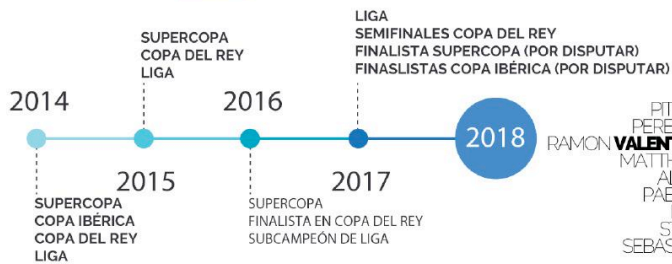 LIGA
SEMIFINALES COPA DEL REY
FINALISTA SUPERCOPA (POR DISPUTAR)
FINASLISTAS COPA IBÉRICA (POR DISPUTAR)
SUPERCOPA
COPA DEL REY
LIGA
2014
2016
2018
2015
2017
SUPERCOPA
COPA IBÉRICA
COPA DEL REY
LIGA
SUPERCOPA
FINALISTA EN COPA DEL REY
SUBCAMPEÓN DE LIGA
RAMON